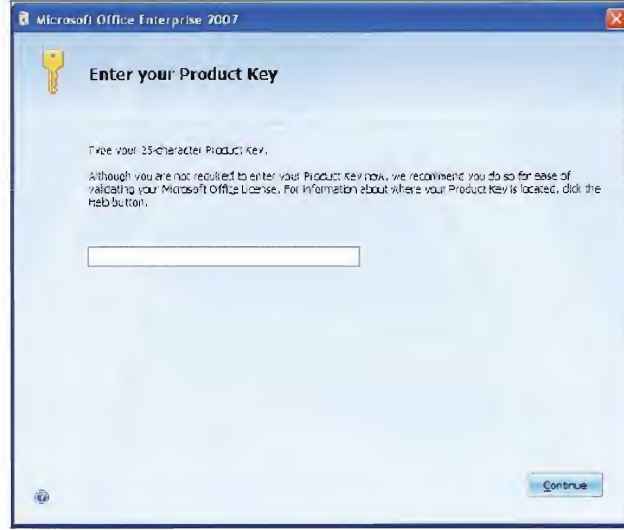 Microsoft Office Enterprise 2007
Enter your Product Key
Type your 25-character Product Key.
Although you are not required to enter your Product Key now, we recommend you do so for ease of
validating your Microsoft Office License. For information about where your Product Key is located, click the
Help button.
Continue